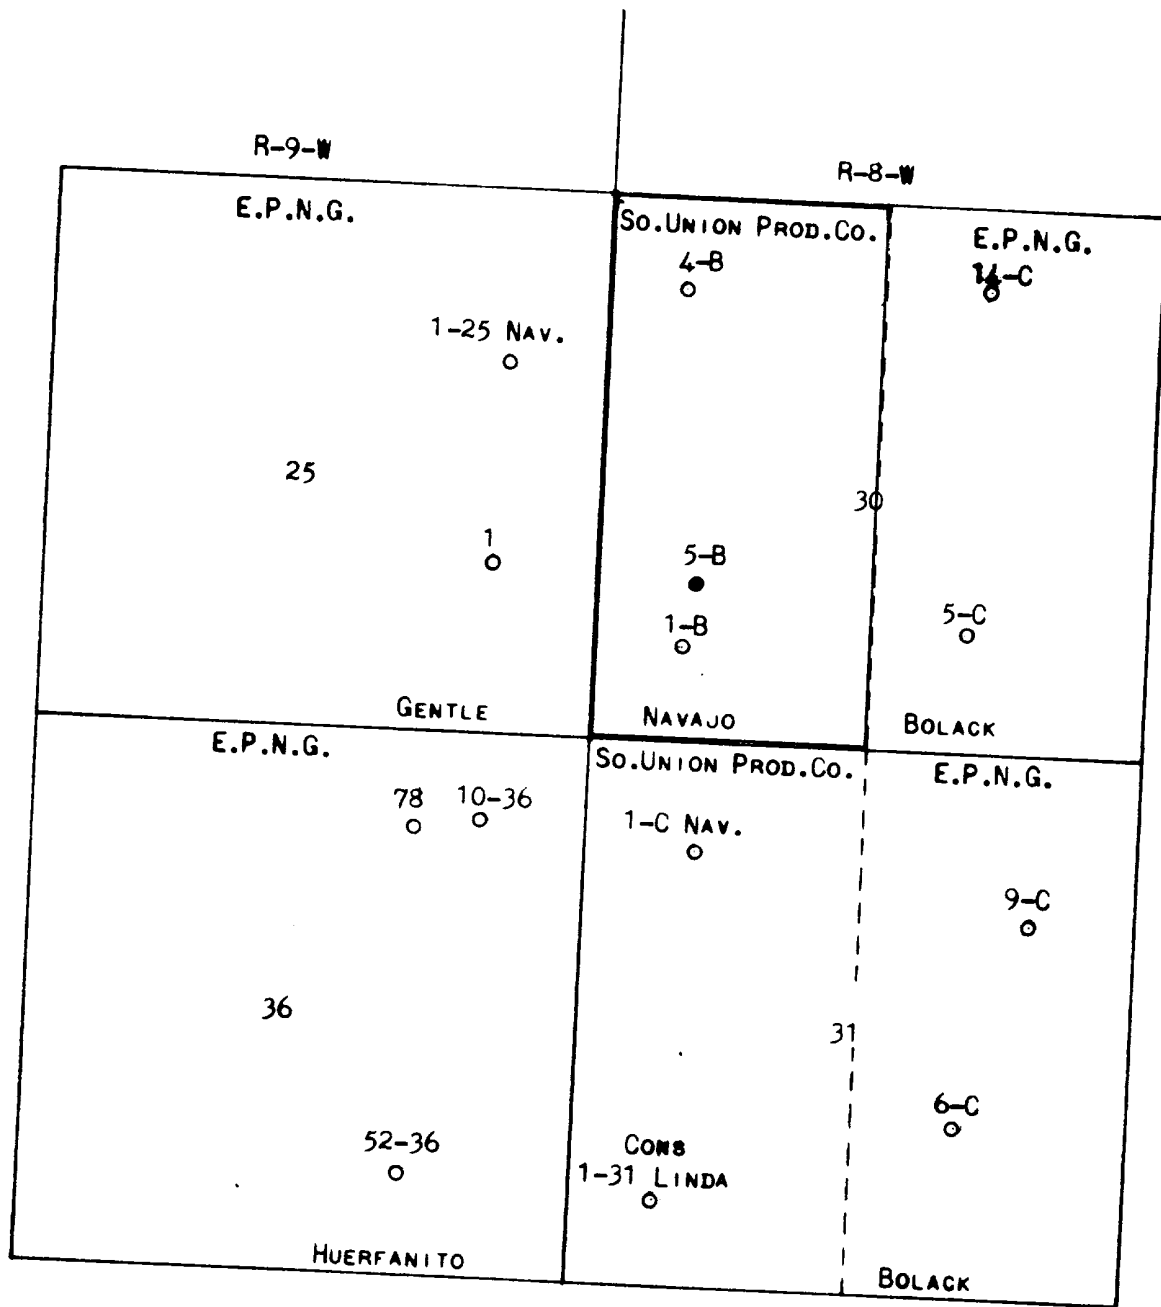 R-9-W
R-8-W
E.P.N.G.
So.Union Prod.Co.
E.P.N.G.
4-B
14-C
1-25 Nav.
25
30
1
5-B
5-C
1-B
Gentle
Navajo
Bolack
E.P.N.G.
So.Union Prod.Co.
E.P.N.G.
78
10-36
1-C Nav.
9-C
36
31
6-C
52-36
Cons
1-31 Linda
Huerfanito
Bolack